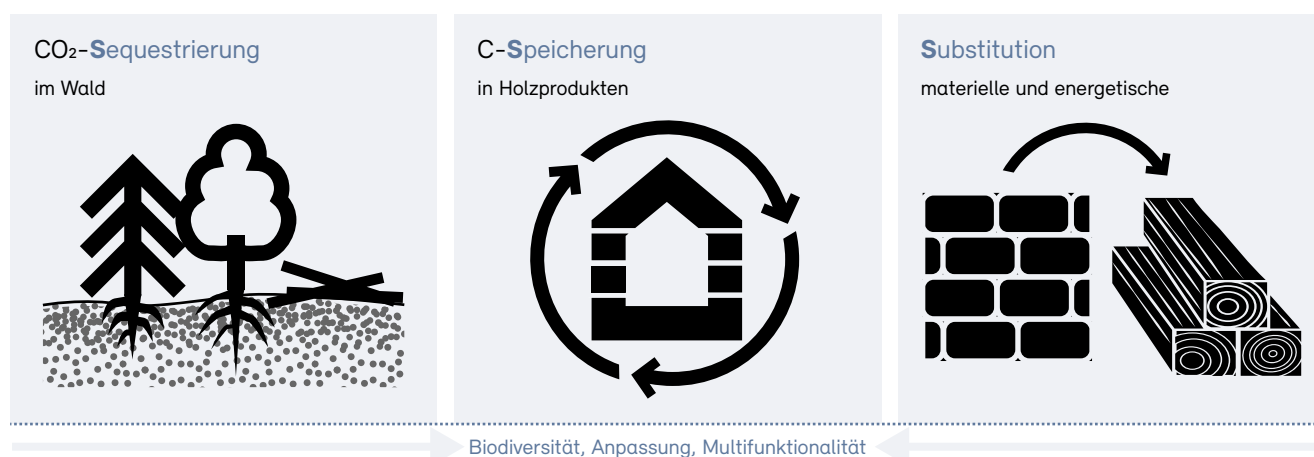 CO₂-Sequestrierung
im Wald
C-Speicherung
in Holzprodukten
Substitution
materielle und energetische
Biodiversität, Anpassung, Multifunktionalität